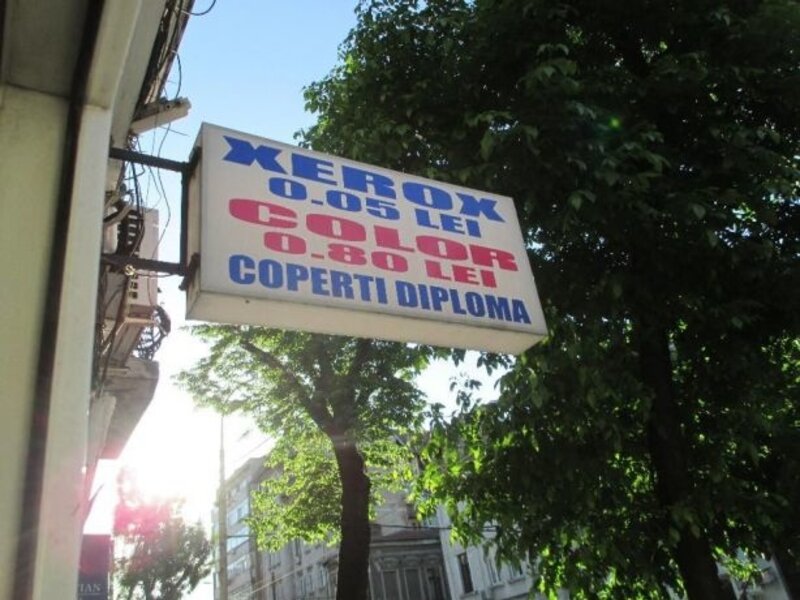 XEROX
0.05 LEI
COLOR
0.80 LEI
COPERTI DIPLOMA